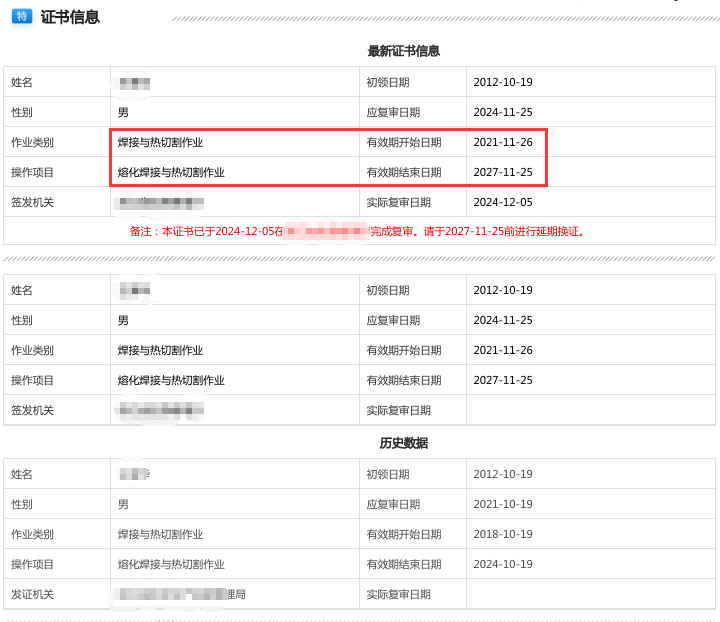 特 证书信息
最新证书信息
姓名 初领日期 2012-10-19
性别 男 应复审日期 2024-11-25
作业类别 焊接与热切割作业 有效期开始日期 2021-11-26
操作项目 熔化焊接与热切割作业 有效期结束日期 2027-11-25
签发机关 实际复审日期 2024-12-05
备注：本证书已于2024-12-05在 完成复审。请于2027-11-25前进行延期换证。
姓名 初领日期 2012-10-19
性别 男 应复审日期 2024-11-25
作业类别 焊接与热切割作业 有效期开始日期 2021-11-26
操作项目 熔化焊接与热切割作业 有效期结束日期 2027-11-25
签发机关 实际复审日期
历史数据
姓名 初领日期 2012-10-19
性别 男 应复审日期 2021-10-19
作业类别 焊接与热切割作业 有效期开始日期 2018-10-19
操作项目 熔化焊接与热切割作业 有效期结束日期 2024-10-19
发证机关 理局 实际复审日期